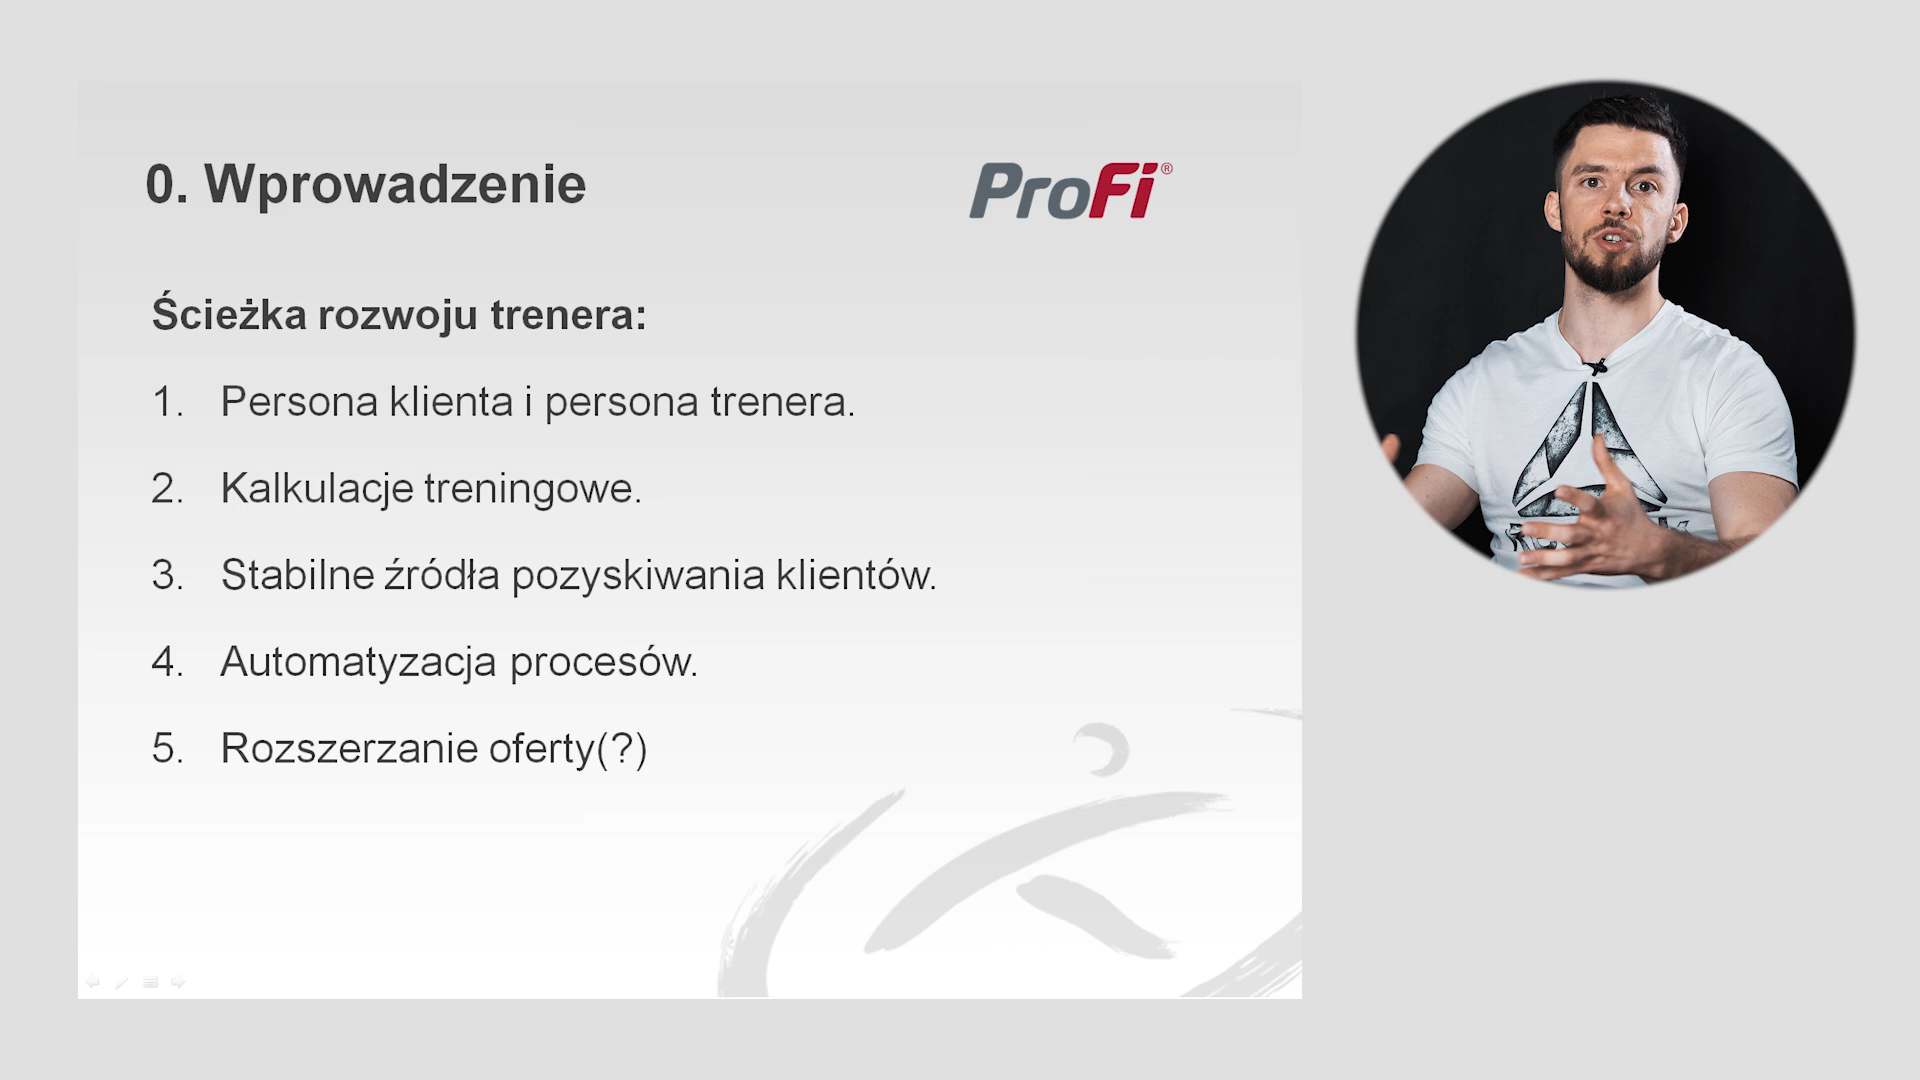 0. Wprowadzenie
ProFi®
Ścieżka rozwoju trenera:
1. Persona klienta i persona trenera.
2. Kalkulacje treningowe.
3. Stabilne źródła pozyskiwania klientów.
4. Automatyzacja procesów.
5. Rozszerzanie oferty(?)